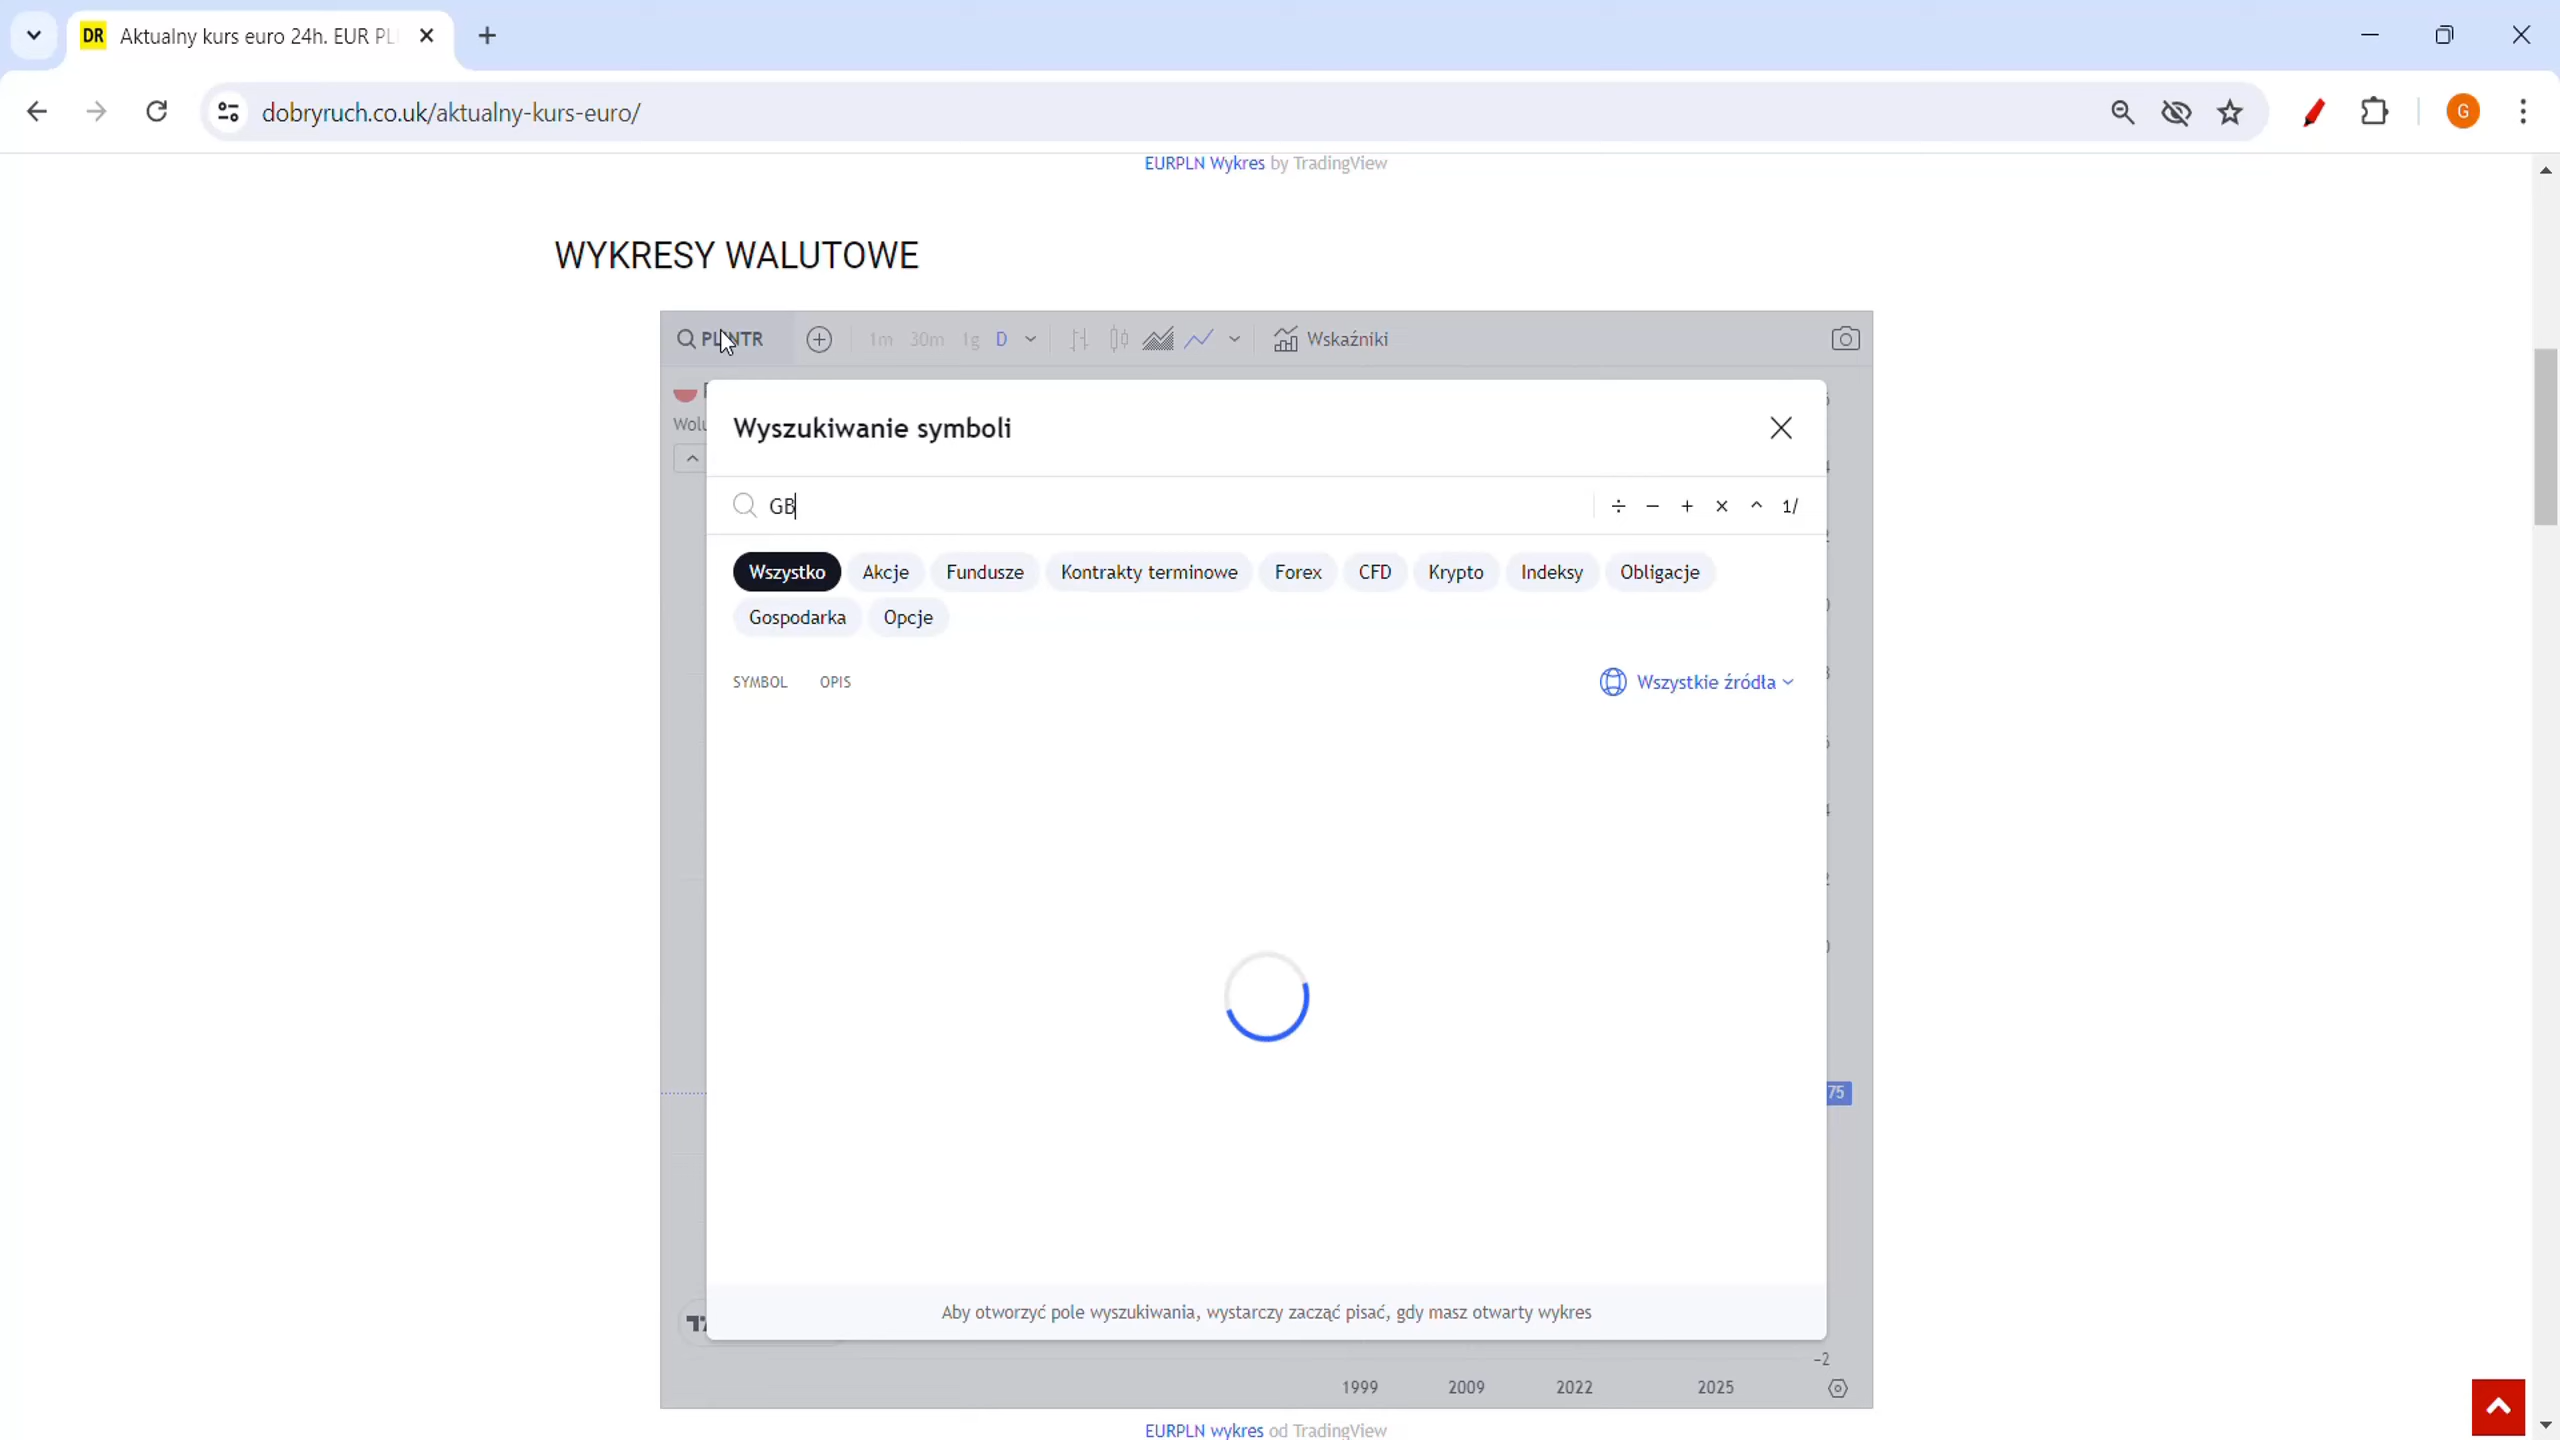 DR Aktualny kurs euro 24h. EUR PL
dobryruch.co.uk/aktualny-kurs-euro/
G
EURPLN Wykres by TradingView
WYKRESY WALUTOWE
1m 30m 1g D Wskaźniki
Wyszukiwanie symboli
GB
÷ − + × ^ 1/
Wszystko Akcje Fundusze Kontrakty terminowe Forex CFD Krypto Indeksy Obligacje
Gospodarka Opcje
SYMBOL OPIS Wszystkie źródła
75
Aby otworzyć pole wyszukiwania, wystarczy zacząć pisać, gdy masz otwarty wykres
−2
1999 2009 2022 2025
EURPLN wykres od TradingView